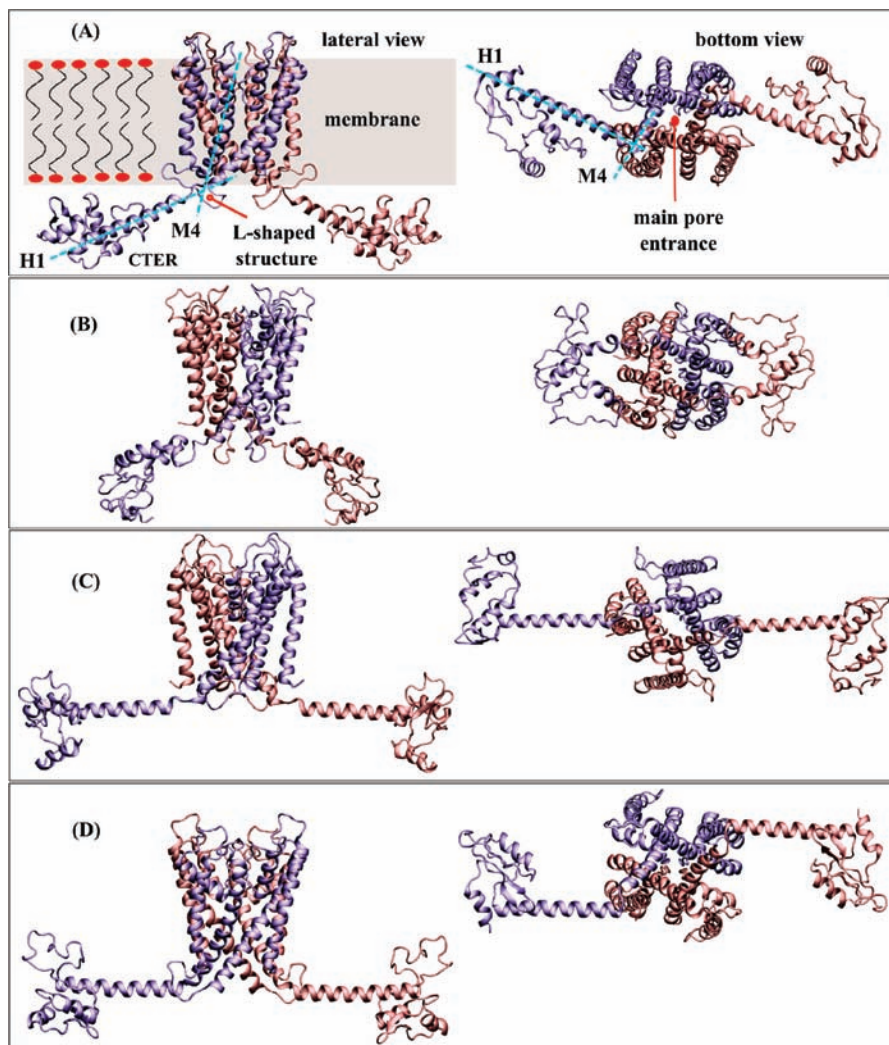 (A)
lateral view
membrane
M4
L-shaped
structure
H1
CTER
bottom view
H1
M4
main pore
entrance
(B)
(C)
(D)